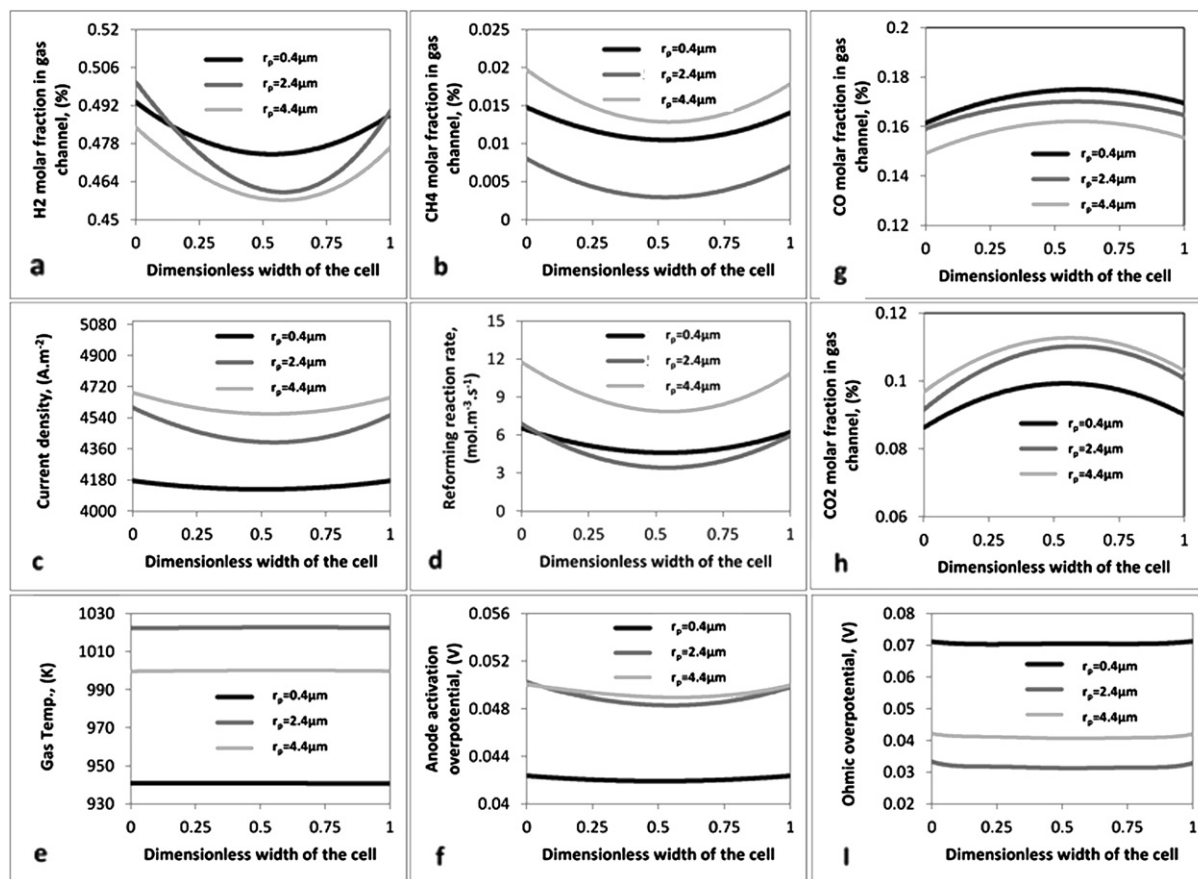 H2 molar fraction in gas
channel, (%)
0.52
0.506
0.492
0.478
0.464
0.45
rp=0.4μm
rp=2.4μm
rp=4.4μm
0 0.25 0.5 0.75 1
a Dimensionless width of the cell
CH4 molar fraction in gas
channel, (%)
0.025
0.02
0.015
0.01
0.005
0
rp=0.4μm
rp=2.4μm
rp=4.4μm
0 0.25 0.5 0.75 1
b Dimensionless width of the cell
CO molar fraction in gas
channel, (%)
0.2
0.18
0.16
0.14
0.12
rp=0.4μm
rp=2.4μm
rp=4.4μm
0 0.25 0.5 0.75 1
g Dimensionless width of the cell
Current density, (A.m-2)
5080
4900
4720
4540
4360
4180
4000
rp=0.4μm
rp=2.4μm
rp=4.4μm
0 0.25 0.5 0.75 1
c Dimensionless width of the cell
Reforming reaction rate,
(mol.m-3.s-1)
15
12
9
6
3
0
rp=0.4μm
rp=2.4μm
rp=4.4μm
0 0.25 0.5 0.75 1
d Dimensionless width of the cell
CO2 molar fraction in gas
channel, (%)
0.12
0.1
0.08
0.06
rp=0.4μm
rp=2.4μm
rp=4.4μm
0 0.25 0.5 0.75 1
h Dimensionless width of the cell
Gas Temp., (K)
1030
1010
990
970
950
930
rp=0.4μm
rp=2.4μm
rp=4.4μm
0 0.25 0.5 0.75 1
e Dimensionless width of the cell
Anode activation
overpotential, (V)
0.056
0.052
0.048
0.044
0.04
rp=0.4μm
rp=2.4μm
rp=4.4μm
0 0.25 0.5 0.75 1
f Dimensionless width of the cell
Ohmic overpotential, (V)
0.08
0.07
0.06
0.05
0.04
0.03
0.02
rp=0.4μm
rp=2.4μm
rp=4.4μm
0 0.25 0.5 0.75 1
I Dimensionless width of the cell